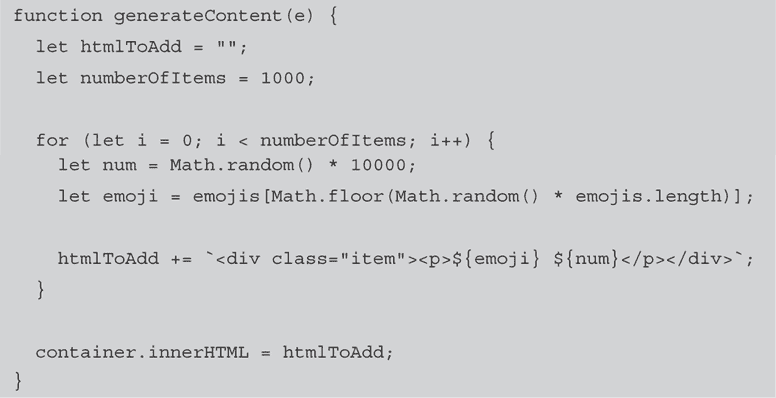 function generateContent(e) {
  let htmlToAdd = "";
  let numberOfItems = 1000;

  for (let i = 0; i < numberOfItems; i++) {
    let num = Math.random() * 10000;
    let emoji = emojis[Math.floor(Math.random() * emojis.length)];

    htmlToAdd += `<div class="item"><p>${emoji} ${num}</p></div>`;
  }

  container.innerHTML = htmlToAdd;
}